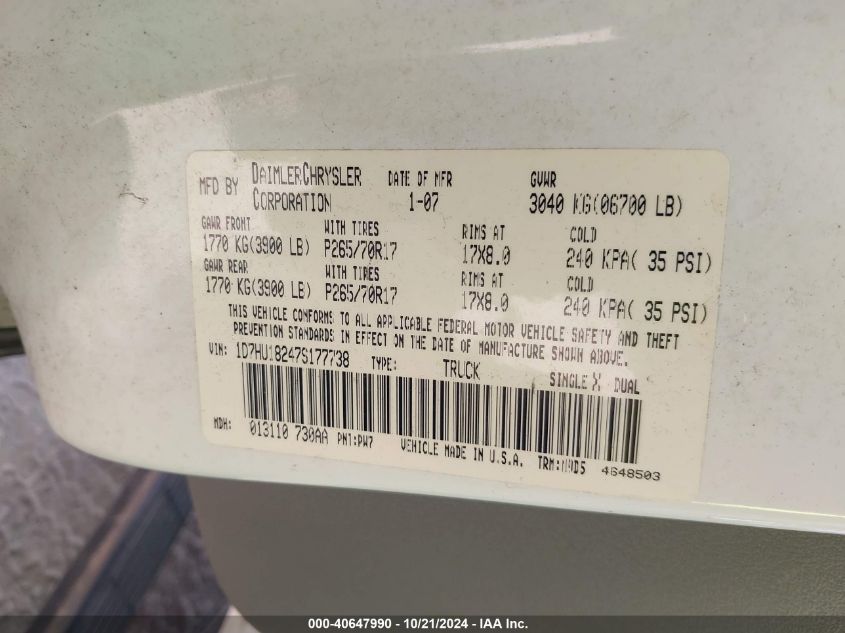 MFD BY DAIMLERCHRYSLER CORPORATION DATE OF MFR 1-07 GVWR 3040 KG(06700 LB)
GAWR FRONT WITH TIRES RIMS AT COLD
1770 KG(3900 LB) P265/70R17 17X8.0 240 KPA( 35 PSI)
GAWR REAR WITH TIRES RIMS AT COLD
1770 KG(3900 LB) P265/70R17 17X8.0 240 KPA( 35 PSI)
THIS VEHICLE CONFORMS TO ALL APPLICABLE FEDERAL MOTOR VEHICLE SAFETY AND THEFT
PREVENTION STANDARDS IN EFFECT ON THE DATE OF MANUFACTURE SHOWN ABOVE.
VIN: 1D7HU18247S177738 TYPE: TRUCK SINGLE X DUAL
MDH: 013110 730AA PNT:PW7 VEHICLE MADE IN U.S.A. TRM: 4648503
000-40647990 - 10/21/2024 - IAA Inc.